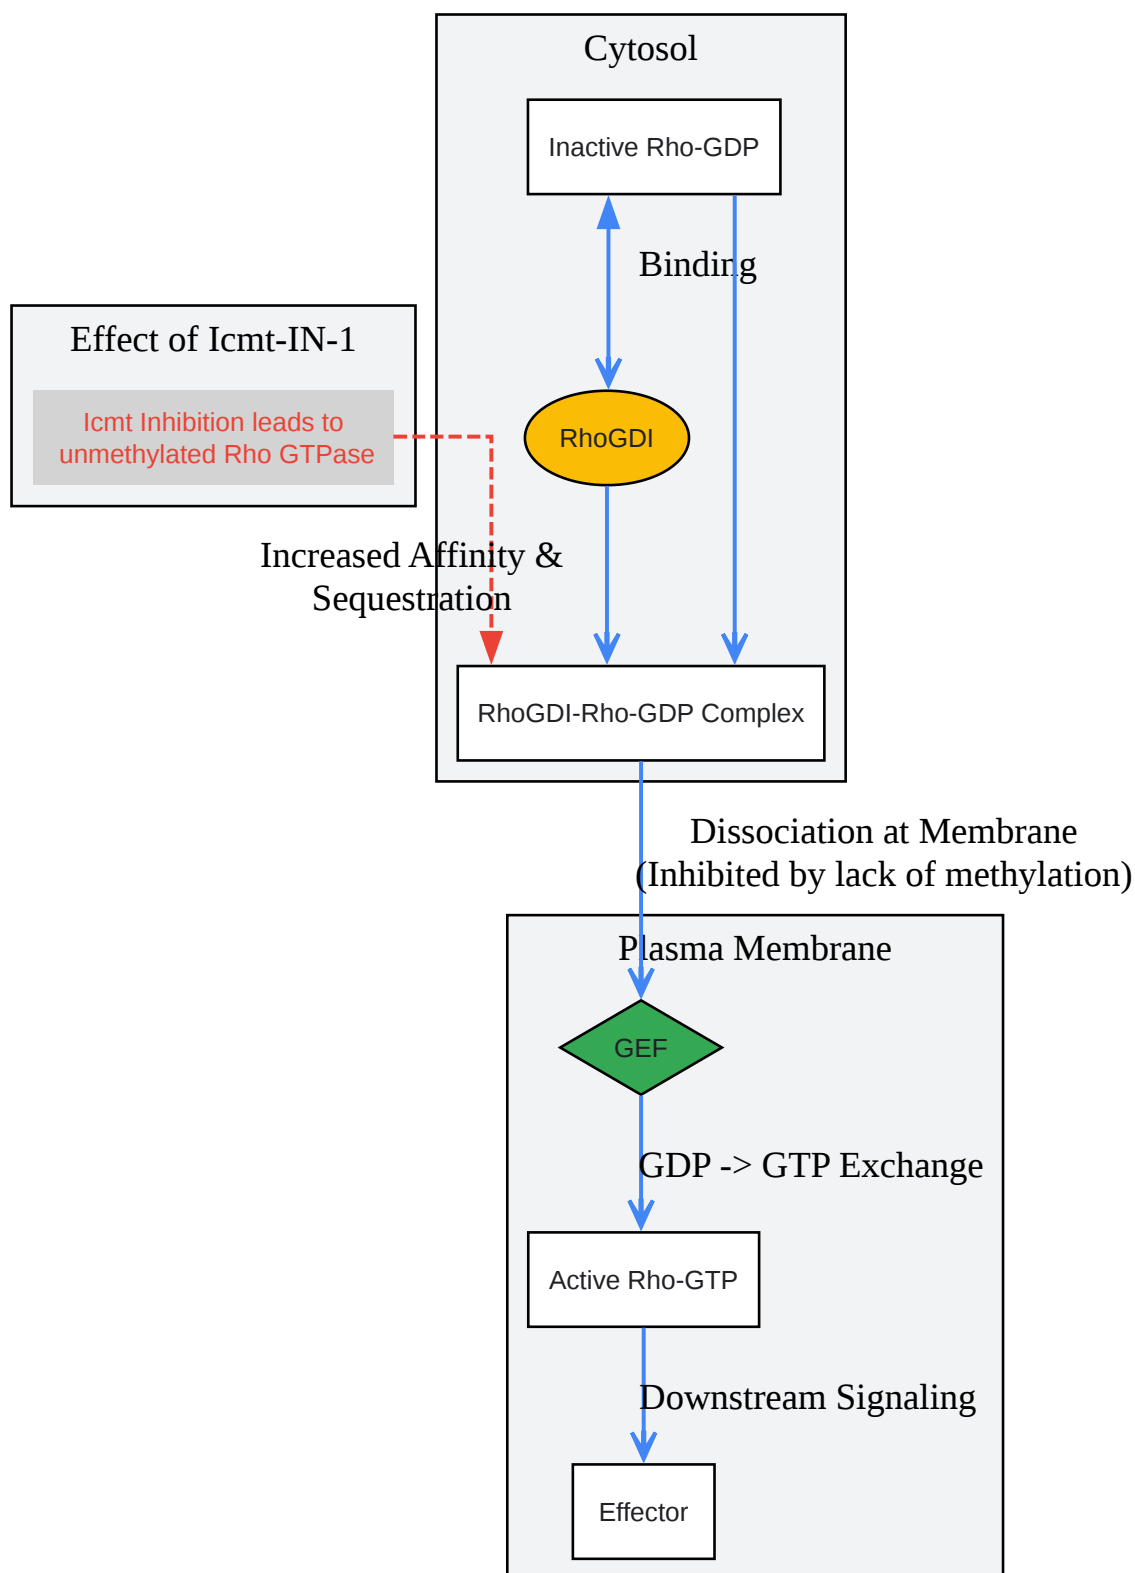 Cytosol
Inactive Rho-GDP
Binding
Effect of Icmt-IN-1
Icmt Inhibition leads to
unmethylated Rho GTPase
RhoGDI
Increased Affinity &
Sequestration
RhoGDI-Rho-GDP Complex
Dissociation at Membrane
(Inhibited by lack of methylation)
Plasma Membrane
GEF
GDP -> GTP Exchange
Active Rho-GTP
Downstream Signaling
Effector